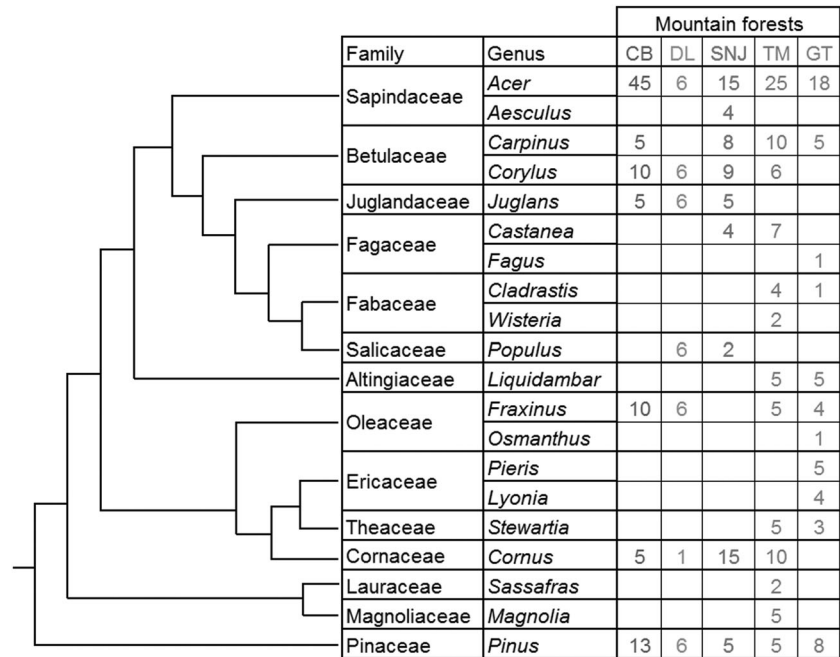 Mountain forests
Family Genus CB DL SNJ TM GT
Sapindaceae Acer 45 6 15 25 18
Aesculus 4
Betulaceae Carpinus 5 8 10 5
Corylus 10 6 9 6
Juglandaceae Juglans 5 6 5
Fagaceae Castanea 4 7
Fagus 1
Fabaceae Cladrastis 4 1
Wisteria 2
Salicaceae Populus 6 2
Altingiaceae Liquidambar 5 5
Oleaceae Fraxinus 10 6 5 4
Osmanthus 1
Ericaceae Pieris 5
Lyonia 4
Theaceae Stewartia 5 3
Cornaceae Cornus 5 1 15 10
Lauraceae Sassafras 2
Magnoliaceae Magnolia 5
Pinaceae Pinus 13 6 5 5 8